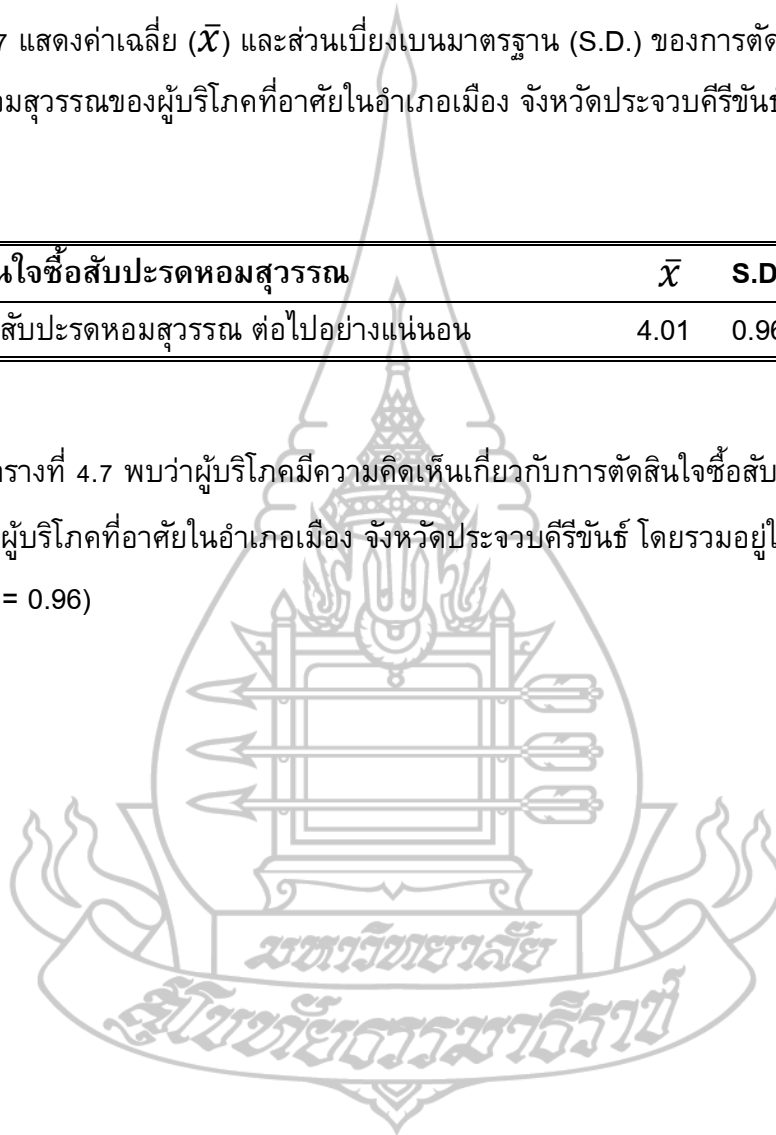 7 แสดงค่าเฉลี่ย (x̄) และส่วนเบี่ยงเบนมาตรฐาน (S.D.) ของการตัด
อมสุวรรณของผู้บริโภคที่อาศัยในอำเภอเมือง จังหวัดประจวบคีรีขันธ์
นใจซื้อสับปะรดหอมสุวรรณ x̄ S.D
สับปะรดหอมสุวรรณ ต่อไปอย่างแน่นอน 4.01 0.96
ารางที่ 4.7 พบว่าผู้บริโภคมีความคิดเห็นเกี่ยวกับการตัดสินใจซื้อสับ
ผู้บริโภคที่อาศัยในอำเภอเมือง จังหวัดประจวบคีรีขันธ์ โดยรวมอยู่ใ
= 0.96)
มหาวิทยาลัย
สุโขทัยธรรมาธิราช